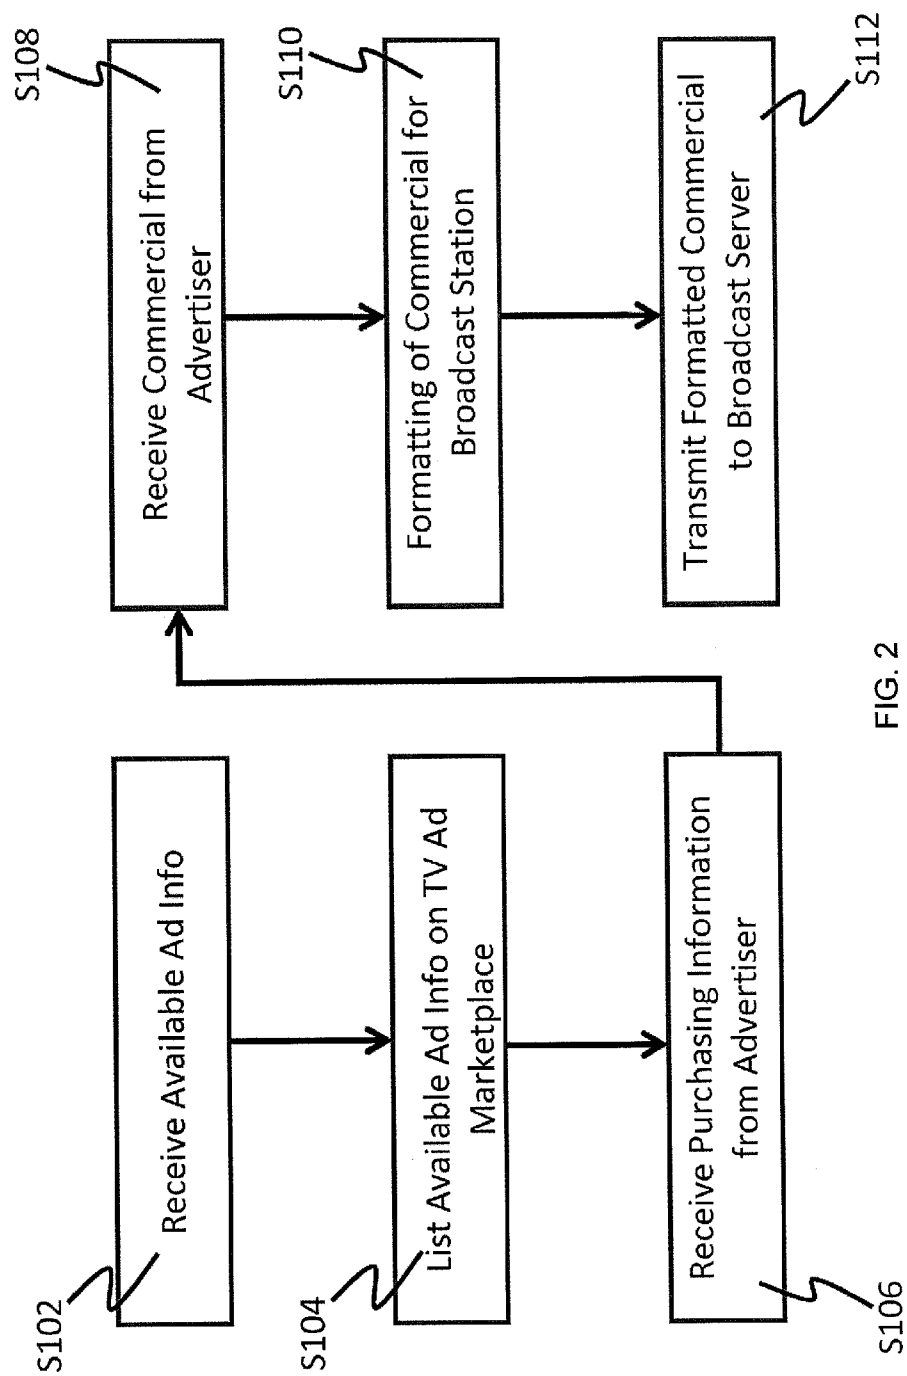 S102
Receive Available Ad Info
S104
List Available Ad Info on TV Ad
Marketplace
S106
Receive Purchasing Information
from Advertiser
S108
Receive Commercial from
Advertiser
S110
Formatting of Commercial for
Broadcast Station
S112
Transmit Formatted Commercial
to Broadcast Server
FIG. 2